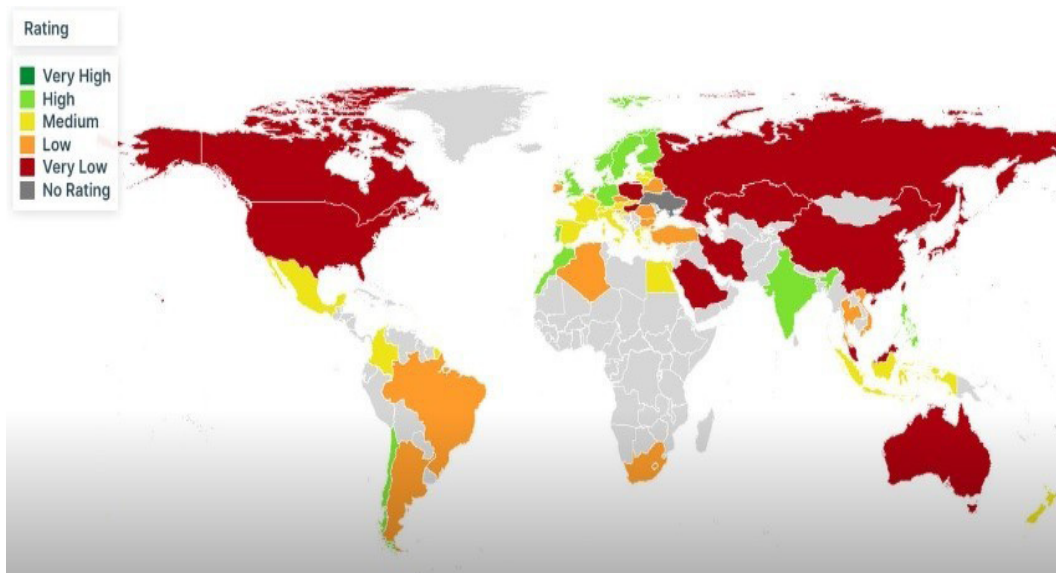 Rating
Very High
High
Medium
Low
Very Low
No Rating